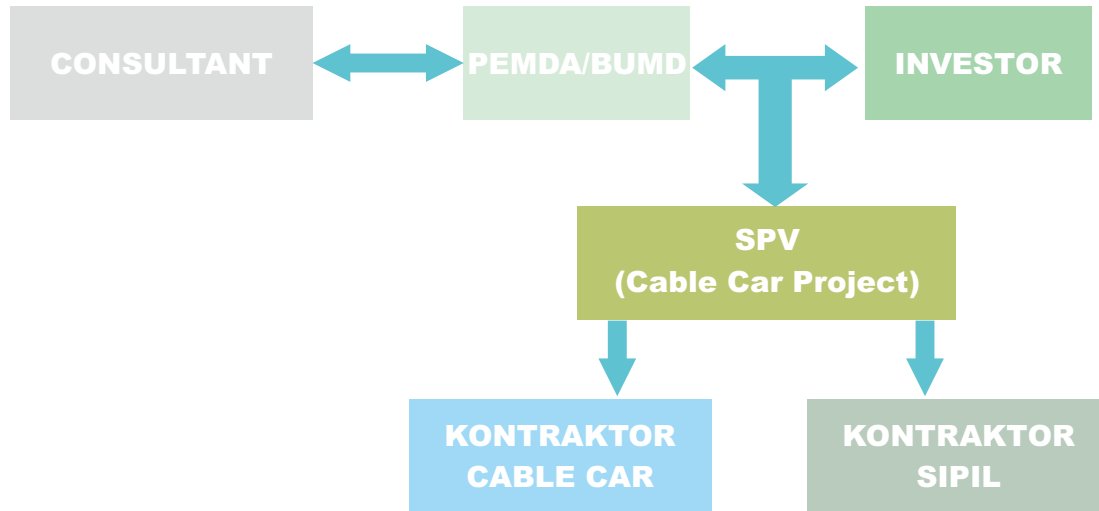 CONSULTANT
PEMDA/BUMD
INVESTOR
SPV
(Cable Car Project)
KONTRAKTOR
CABLE CAR
KONTRAKTOR
SIPIL